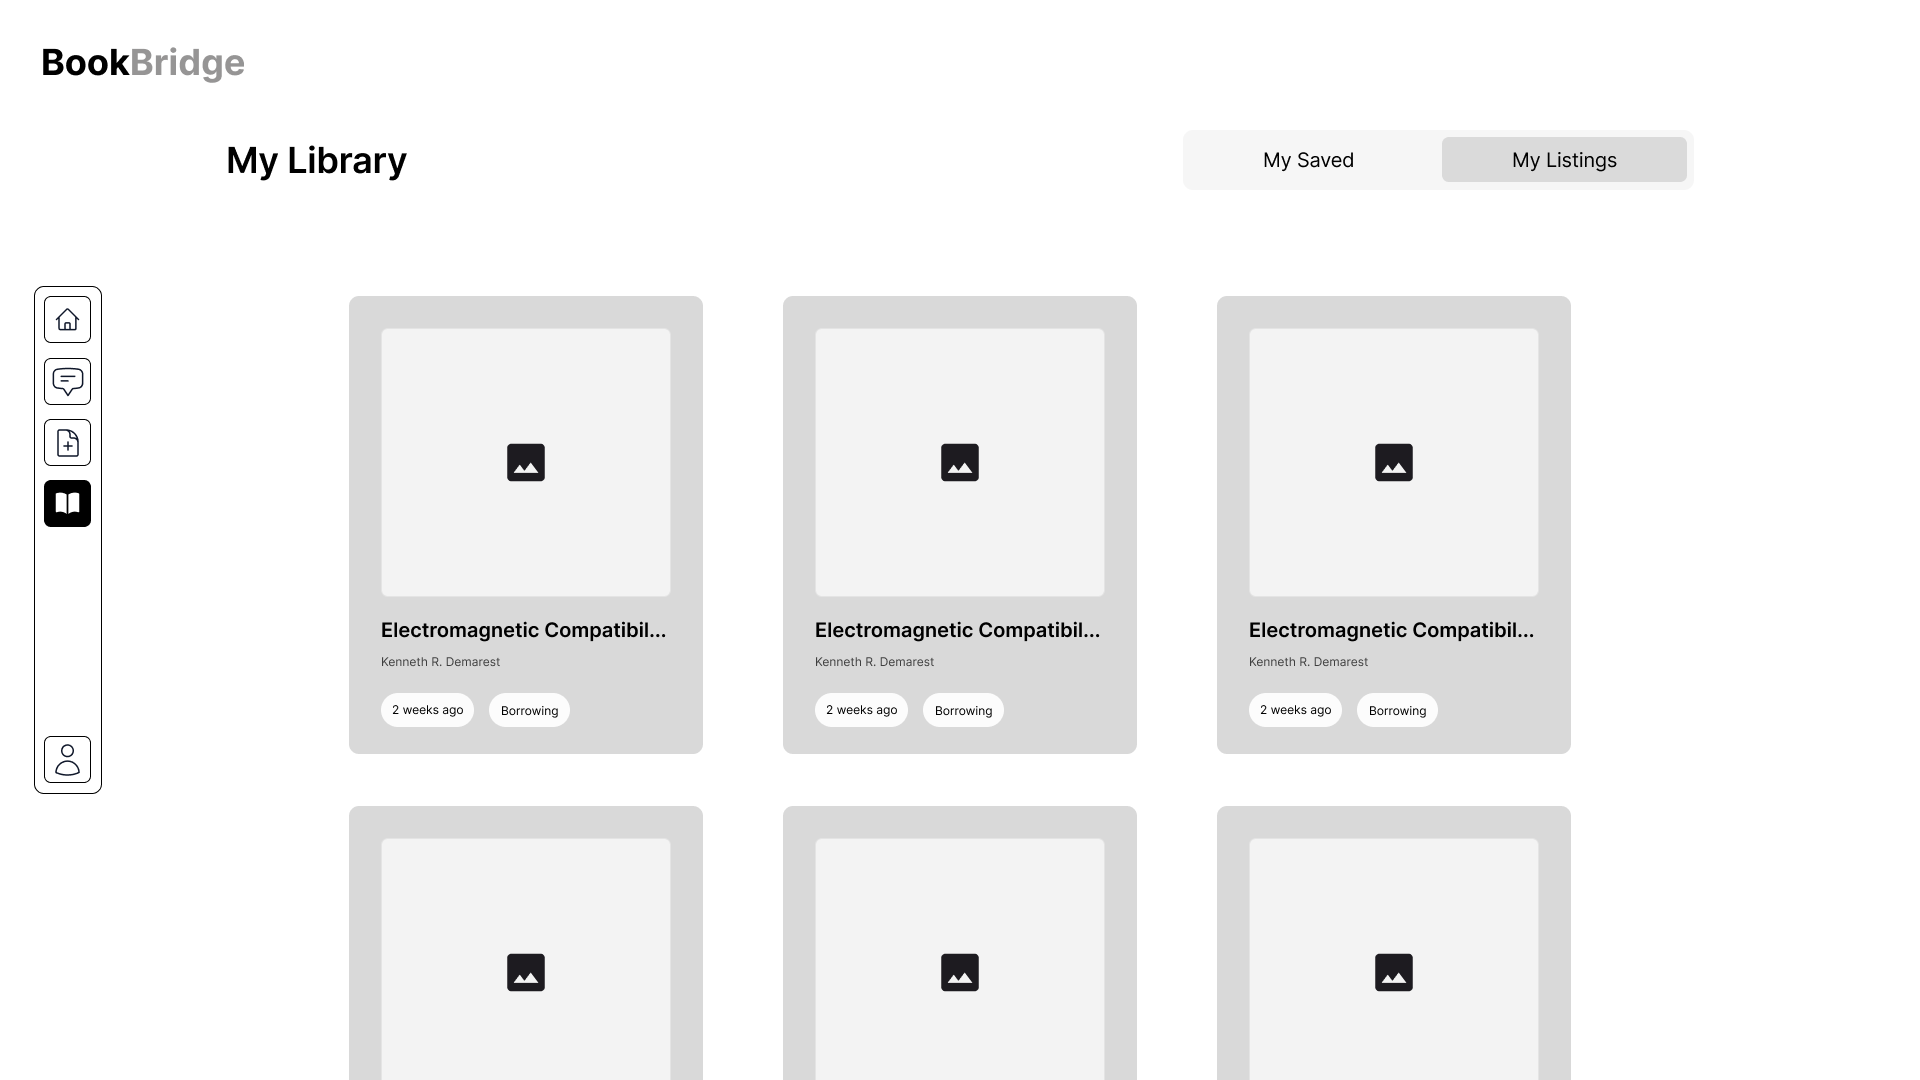 BookBridge
My Library
My Saved
My Listings
Electromagnetic Compatibil...
Kenneth R. Demarest
2 weeks ago
Borrowing
Electromagnetic Compatibil...
Kenneth R. Demarest
2 weeks ago
Borrowing
Electromagnetic Compatibil...
Kenneth R. Demarest
2 weeks ago
Borrowing